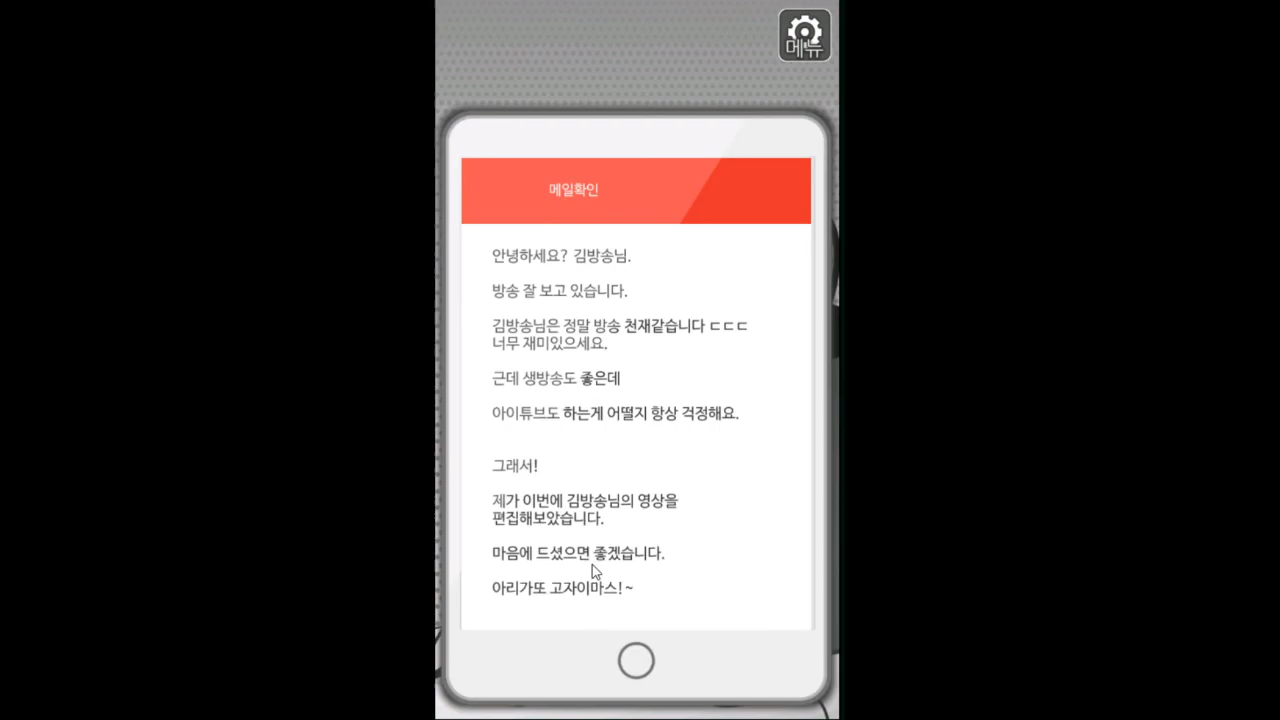 메뉴
메일확인
안녕하세요? 김방송님.
방송 잘 보고 있습니다.
김방송님은 정말 방송 천재같습니다 ㄷㄷㄷ
너무 재미있으세요.
근데 생방송도 좋은데
아이튜브도 하는게 어떨지 항상 걱정해요.
그래서!
제가 이번에 김방송님의 영상을
편집해보았습니다.
마음에 드셨으면 좋겠습니다.
아리가또 고자이마스! ~